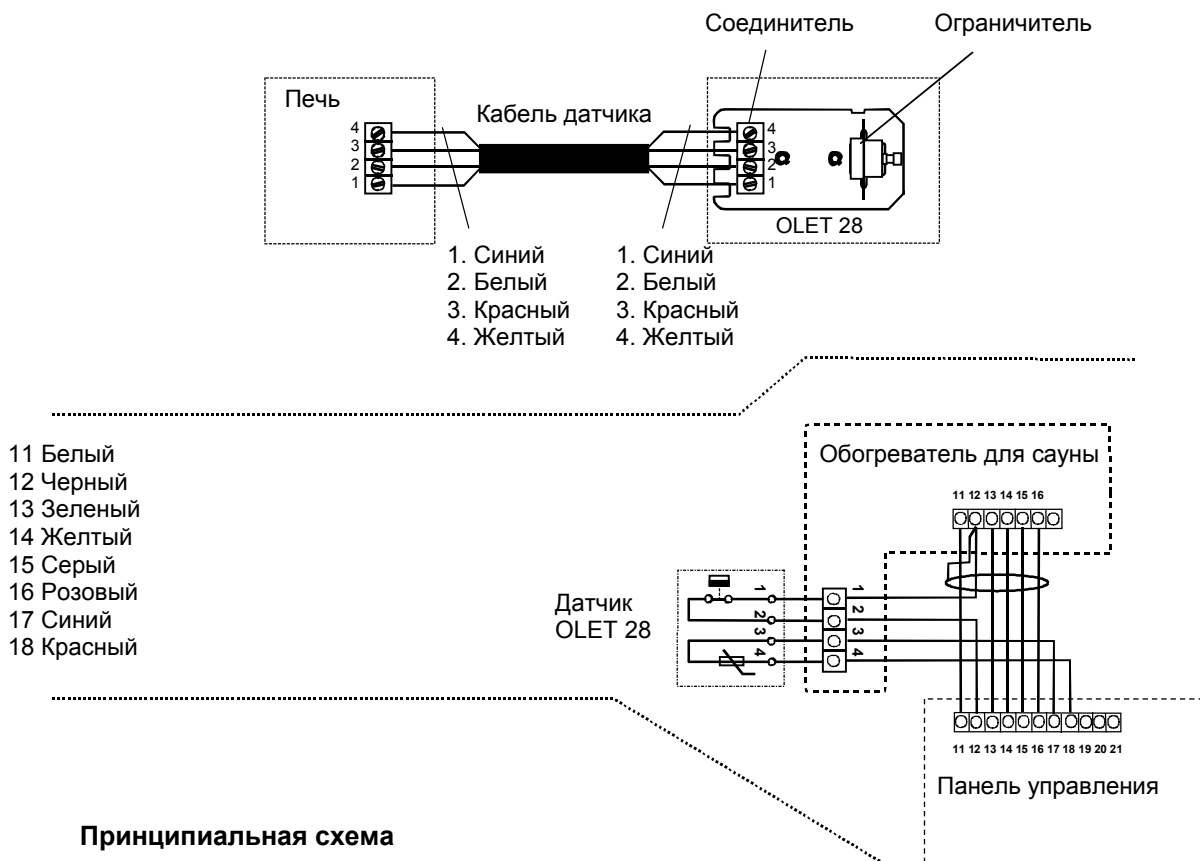 Соединитель Ограничитель
Печь
Кабель датчика
4
3
2
1
4
3
2
1
OLET 28
1. Синий 1. Синий
2. Белый 2. Белый
3. Красный 3. Красный
4. Желтый 4. Желтый
11 Белый
12 Черный
13 Зеленый
14 Желтый
15 Серый
16 Розовый
17 Синий
18 Красный
Обогреватель для сауны
11 12 13 14 15 16
Датчик
OLET 28
1
2
3
4
1
2
3
4
11 12 13 14 15 16 17 18 19 20 21
Панель управления
Принципиальная схема